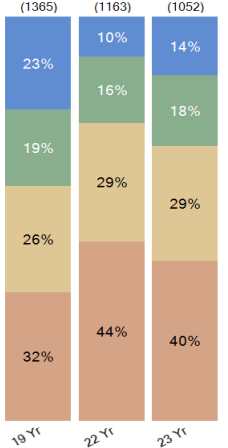 (1365) (1163) (1052)
23% 10% 14%
19% 16% 18%
26% 29% 29%
32% 44% 40%
19 Yr 22 Yr 23 Yr